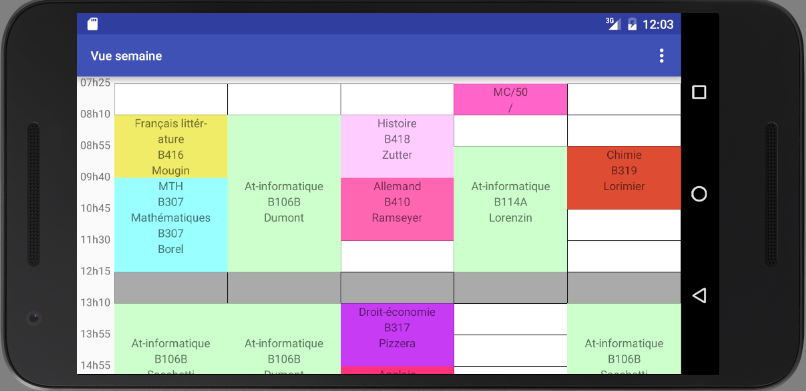 3G
12:03
Vue semaine
07h25
MC/50
/
08h10
Français littér-
ature
B416
Mougin
Histoire
B418
Zutter
08h55
Chimie
B319
Lorimier
09h40
MTH
B307
Mathématiques
B307
Borel
At-informatique
B106B
Dumont
Allemand
B410
Ramseyer
At-informatique
B114A
Lorenzin
10h45
11h30
12h15
13h10
Droit-économie
B317
Pizzera
13h55
At-informatique
B106B
At-informatique
B106B
Dumont
At-informatique
B106B
14h55
Anglais